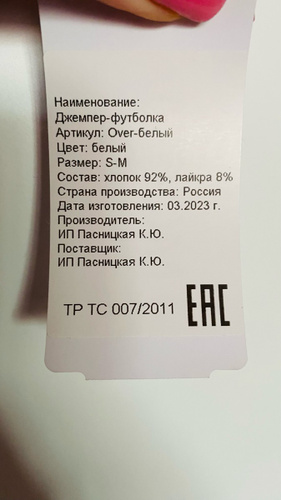 Наименование:
Джемпер-футболка
Артикул: Over-белый
Цвет: белый
Размер: S-M
Состав: хлопок 92%, лайкра 8%
Страна производства: Россия
Дата изготовления: 03.2023 г.
Производитель:
ИП Пасницкая К.Ю.
Поставщик:
ИП Пасницкая К.Ю.
ТР ТС 007/2011 EAC